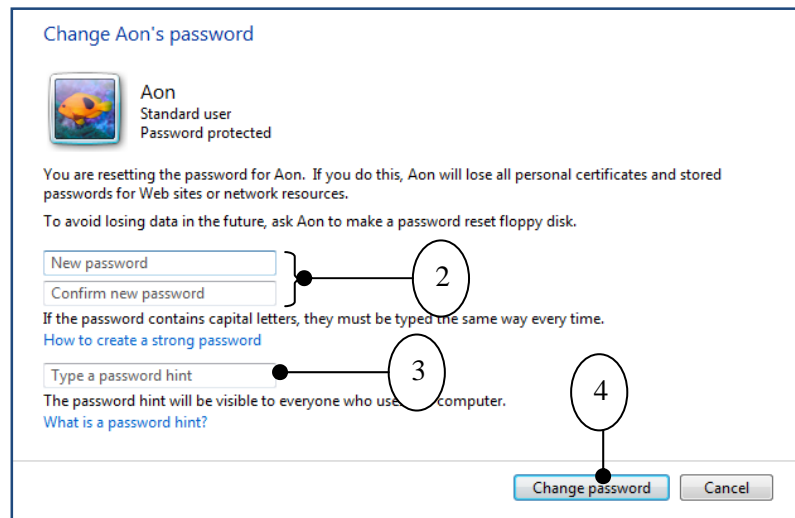 Change Aon's password
Aon
Standard user
Password protected
You are resetting the password for Aon. If you do this, Aon will lose all personal certificates and stored
passwords for Web sites or network resources.
To avoid losing data in the future, ask Aon to make a password reset floppy disk.
New password
Confirm new password
2
If the password contains capital letters, they must be typed the same way every time.
How to create a strong password
Type a password hint
3
The password hint will be visible to everyone who use computer.
What is a password hint?
4
Change password Cancel